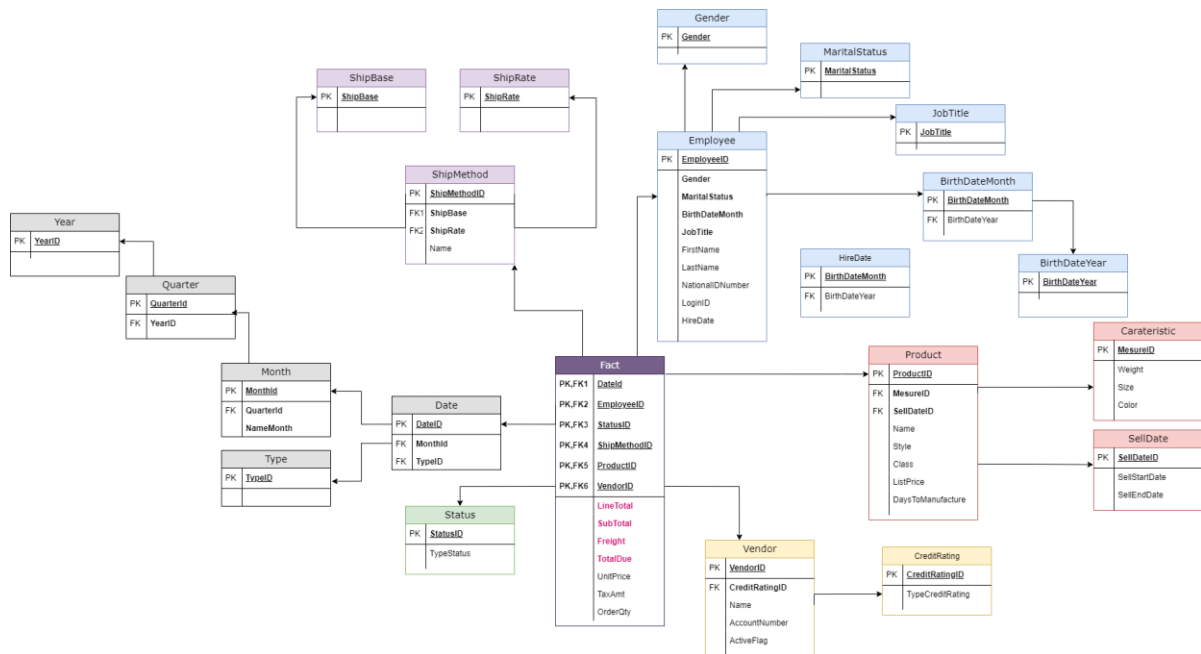 Gender
PK Gender
MaritalStatus
PK MaritalStatus
ShipBase
PK ShipBase
ShipRate
PK ShipRate
JobTitle
PK JobTitle
Employee
PK EmployeeID
Gender
MaritalStatus
BirthDateMonth
JobTitle
FirstName
LastName
NationalIDNumber
LoginID
HireDate
ShipMethod
PK ShipMethodID
FK1 ShipBase
FK2 ShipRate
Name
BirthDateMonth
PK BirthDateMonth
FK BirthDateYear
Year
PK YearID
HireDate
PK BirthDateMonth
FK BirthDateYear
BirthDateYear
PK BirthDateYear
Quarter
PK QuarterId
FK YearID
Carateristic
PK MesureID
Weight
Size
Color
Product
PK ProductID
FK MesureID
FK SellDateID
Name
Style
Class
ListPrice
DaysToManufacture
Fact
PK,FK1 DateId
PK,FK2 EmployeeID
PK,FK3 StatusID
PK,FK4 ShipMethodID
PK,FK5 ProductID
PK,FK6 VendorID
LineTotal
SubTotal
Freight
TotalDue
UnitPrice
TaxAmt
OrderQty
Month
PK MonthId
FK QuarterId
NameMonth
Date
PK DateID
FK MonthId
FK TypeID
SellDate
PK SellDateID
SellStartDate
SellEndDate
Type
PK TypeID
Status
PK StatusID
TypeStatus
Vendor
PK VendorID
FK CreditRatingID
Name
AccountNumber
ActiveFlag
CreditRating
PK CreditRatingID
TypeCreditRating